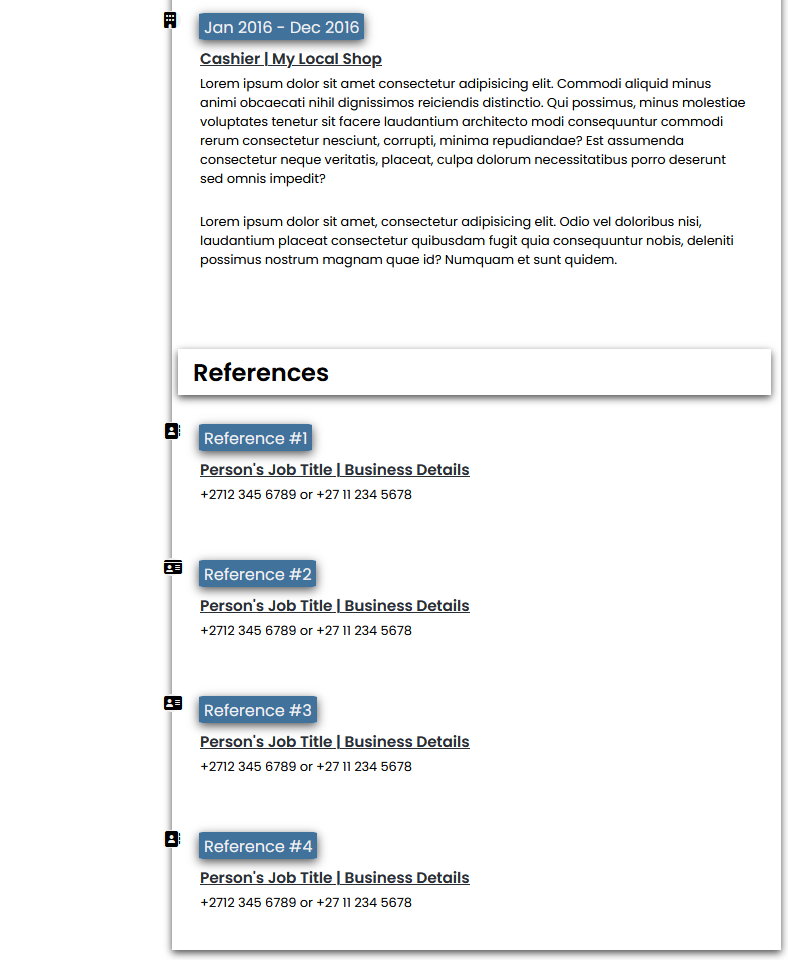 Jan 2016 - Dec 2016
Cashier | My Local Shop
Lorem ipsum dolor sit amet consectetur adipisicing elit. Commodi aliquid minus
animi obcaecati nihil dignissimos reiciendis distinctio. Qui possimus, minus molestiae
voluptates tenetur sit facere laudantium architecto modi consequuntur commodi
rerum consectetur nesciunt, corrupti, minima repudiandae? Est assumenda
consectetur neque veritatis, placeat, culpa dolorum necessitatibus porro deserunt
sed omnis impedit?
Lorem ipsum dolor sit amet, consectetur adipisicing elit. Odio vel doloribus nisi,
laudantium placeat consectetur quibusdam fugit quia consequuntur nobis, deleniti
possimus nostrum magnam quae id? Numquam et sunt quidem.
References
Reference #1
Person's Job Title | Business Details
+2712 345 6789 or +27 11 234 5678
Reference #2
Person's Job Title | Business Details
+2712 345 6789 or +27 11 234 5678
Reference #3
Person's Job Title | Business Details
+2712 345 6789 or +27 11 234 5678
Reference #4
Person's Job Title | Business Details
+2712 345 6789 or +27 11 234 5678